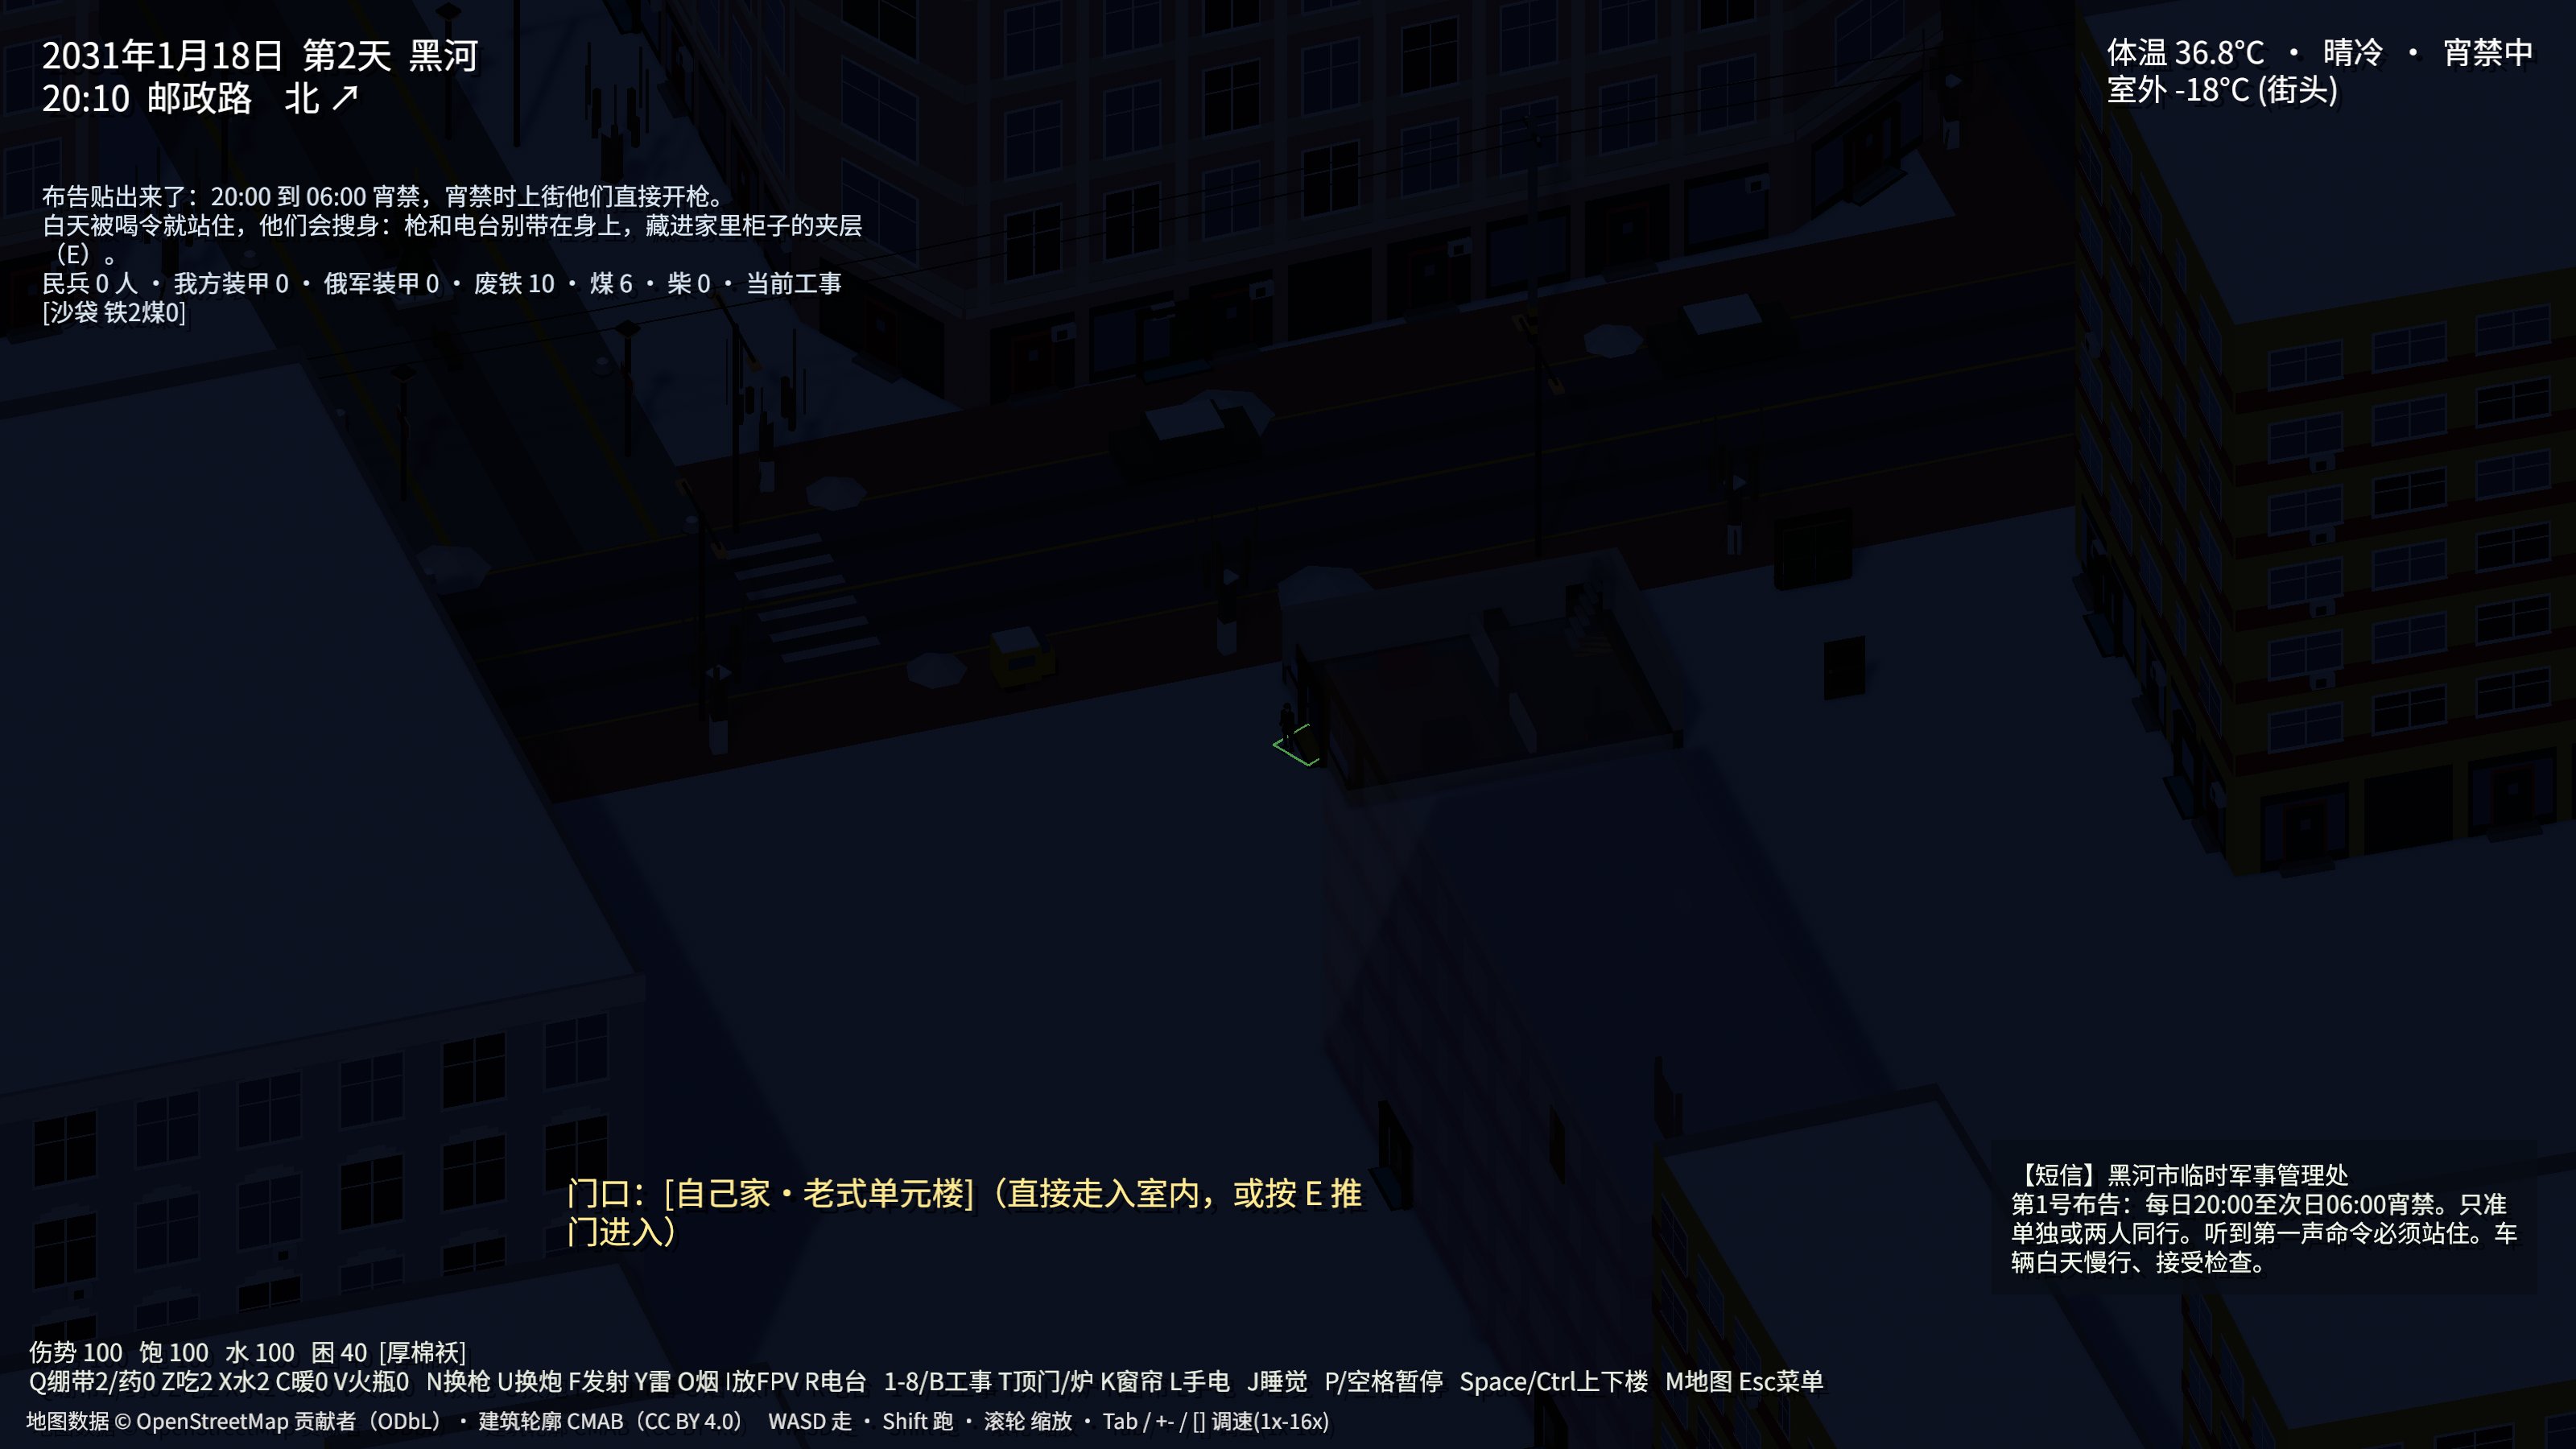 2031年1月18日 第2天 黑河
20:10 邮政路 北 ↗
体温 36.8°C · 晴冷 · 宵禁中
室外 -18°C (街头)
布告贴出来了：20:00 到 06:00 宵禁，宵禁时上街他们直接开枪。
白天被喝令就站住，他们会搜身：枪和电台别带在身上，藏进家里柜子的夹层
（E）。
民兵 0 人 · 我方装甲 0 · 俄军装甲 0 · 废铁 10 · 煤 6 · 柴 0 · 当前工事
[沙袋 铁2煤0]
门口：[自己家·老式单元楼]（直接走入室内，或按 E 推
门进入）
【短信】黑河市临时军事管理处
第1号布告：每日20:00至次日06:00宵禁。只准
单独或两人同行。听到第一声命令必须站住。车
辆白天慢行、接受检查。
伤势 100 饱 100 水 100 困 40 [厚棉袄]
Q绷带2/药0 Z吃2 X水2 C暖0 V火瓶0 N换枪 U换炮 F发射 Y雷 O烟 I放FPV R电台 1-8/B工事 T顶门/炉 K窗帘 L手电 J睡觉 P/空格暂停 Space/Ctrl上下楼 M地图 Esc菜单
地图数据 © OpenStreetMap 贡献者（ODbL） · 建筑轮廓 CMAB（CC BY 4.0） WASD 走 · Shift 跑 · 滚轮 缩放 · Tab / +- / [] 调速(1x-16x)